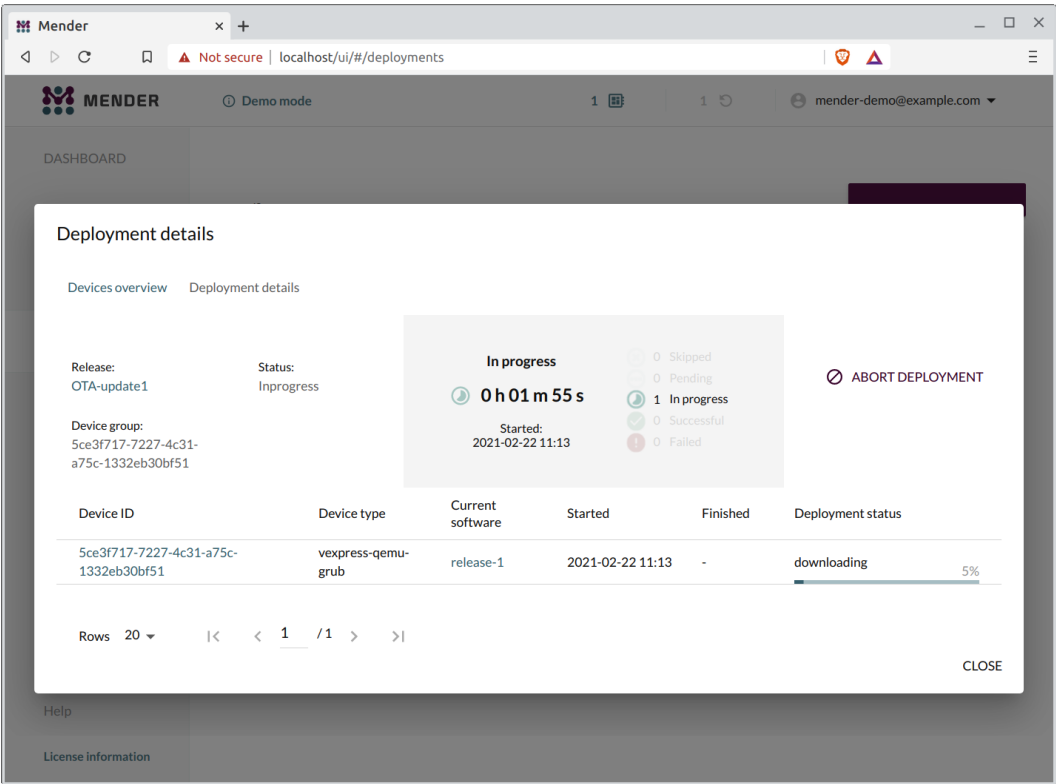 Mender
Not secure | localhost/ui/#/deployments
MENDER Demo mode 1 1 mender-demo@example.com
DASHBOARD
Deployment details
Devices overview Deployment details
Release:
OTA-update1
Status:
Inprogress
Device group:
5ce3f717-7227-4c31-
a75c-1332eb30bf51
In progress
0 h 01 m 55 s
Started:
2021-02-22 11:13
0 Skipped
0 Pending
1 In progress
0 Successful
0 Failed
ABORT DEPLOYMENT
Device ID Device type Current software Started Finished Deployment status
5ce3f717-7227-4c31-a75c-
1332eb30bf51
vexpress-qemu-
grub
release-1 2021-02-22 11:13 - downloading 5%
Rows 20 1 / 1
CLOSE
Help
License information